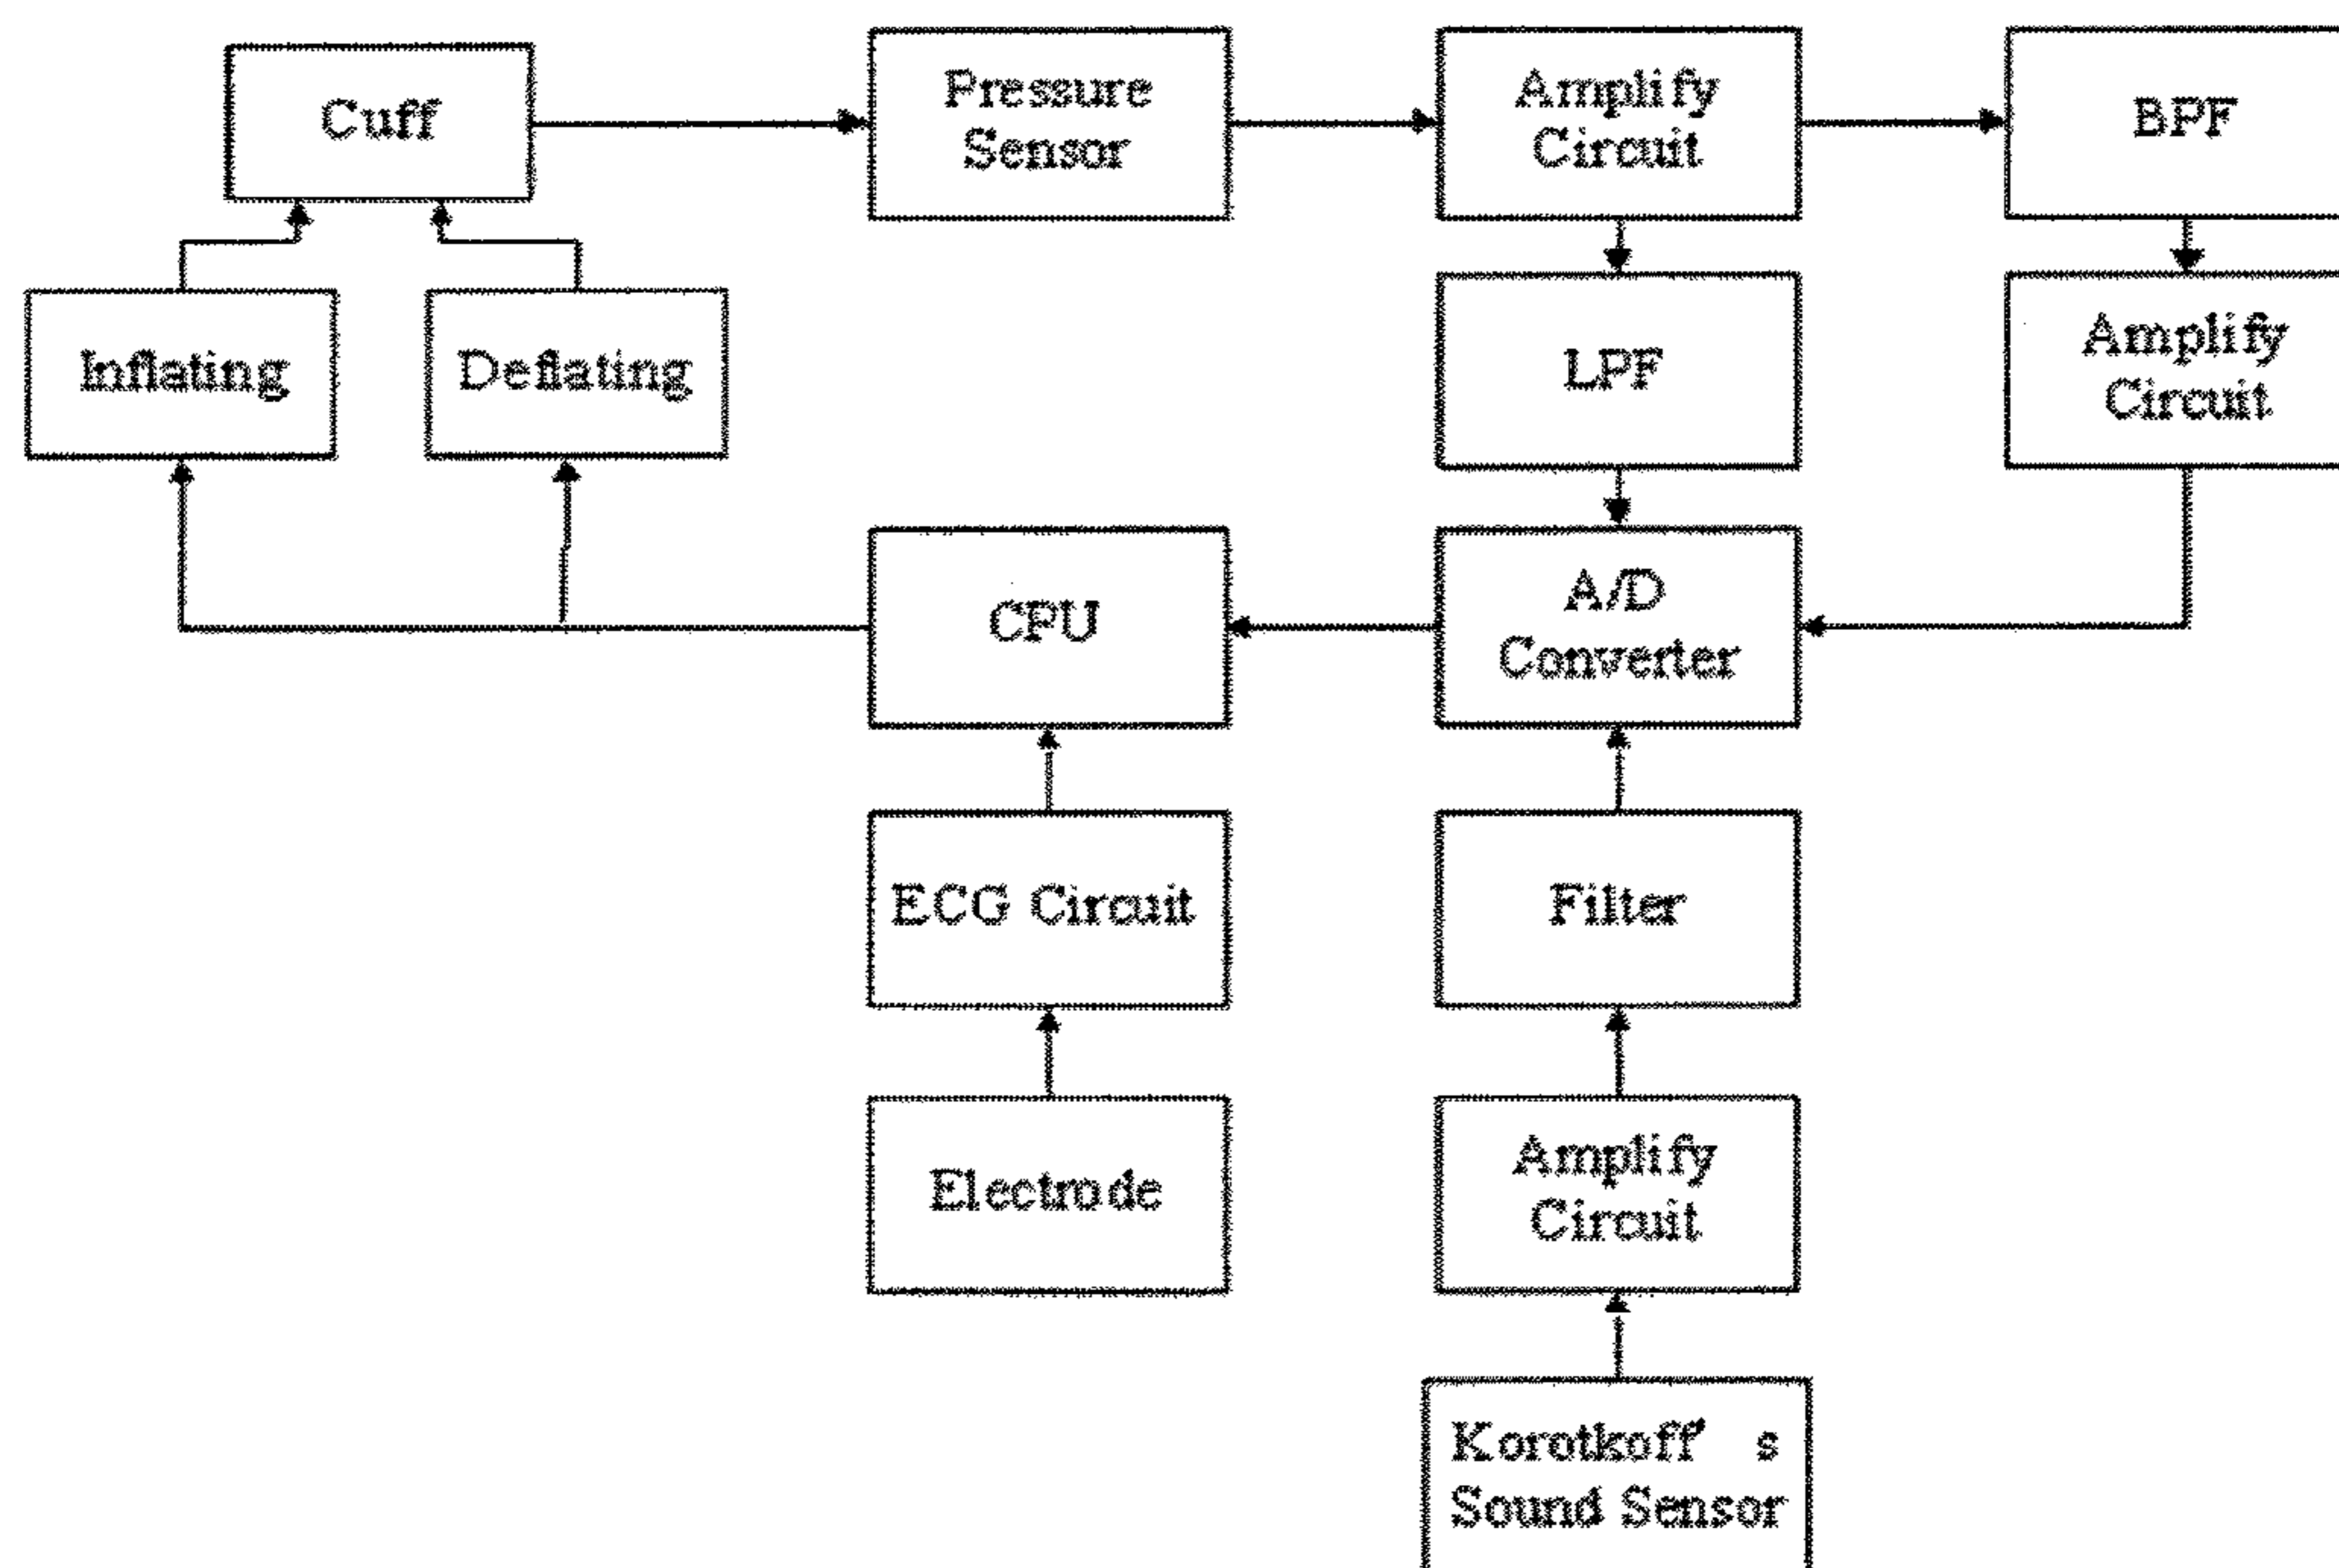 Cuff
Pressure
Sensor
Amplify
Circuit
BPF
Inflating
Deflating
LPF
Amplify
Circuit
CPU
A/D
Converter
ECG Circuit
Filter
Electrode
Amplify
Circuit
Korotkoff' s
Sound Sensor